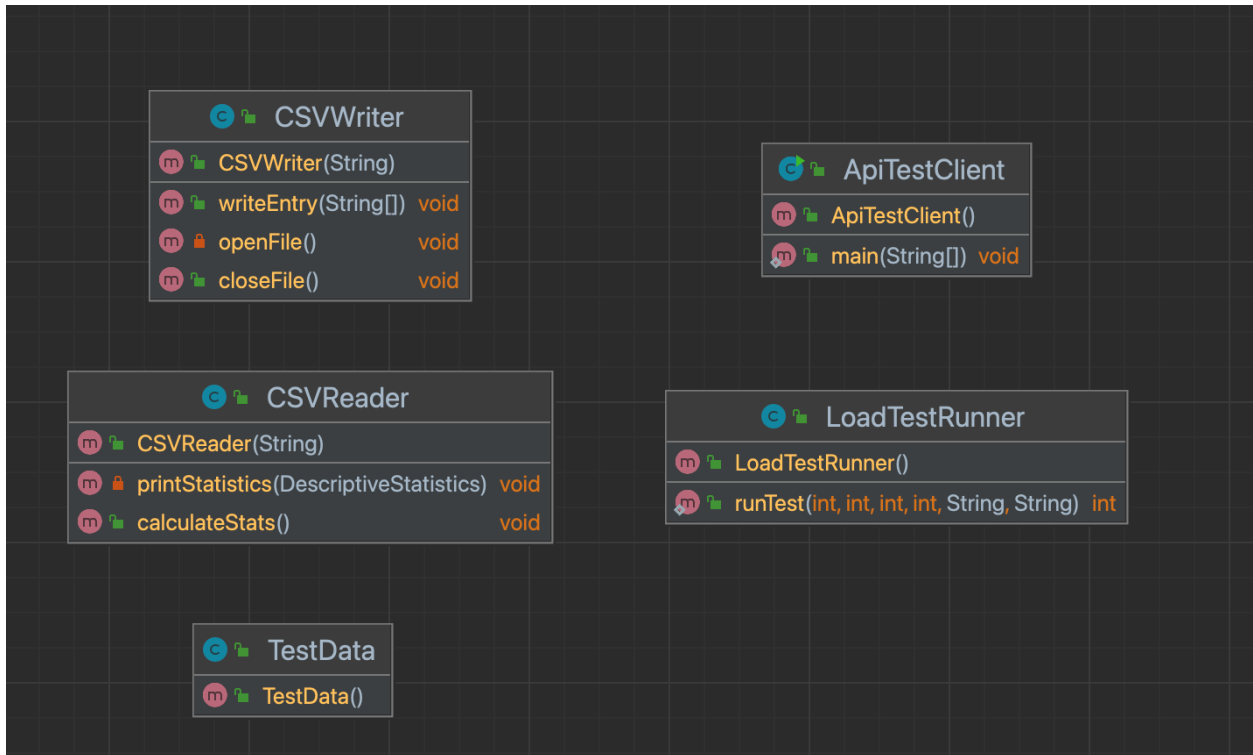 CSVWriter
CSVWriter(String)
writeEntry(String[]) void
openFile() void
closeFile() void
ApiTestClient
ApiTestClient()
main(String[]) void
CSVReader
CSVReader(String)
printStatistics(DescriptiveStatistics) void
calculateStats() void
LoadTestRunner
LoadTestRunner()
runTest(int, int, int, int, String, String) int
TestData
TestData()